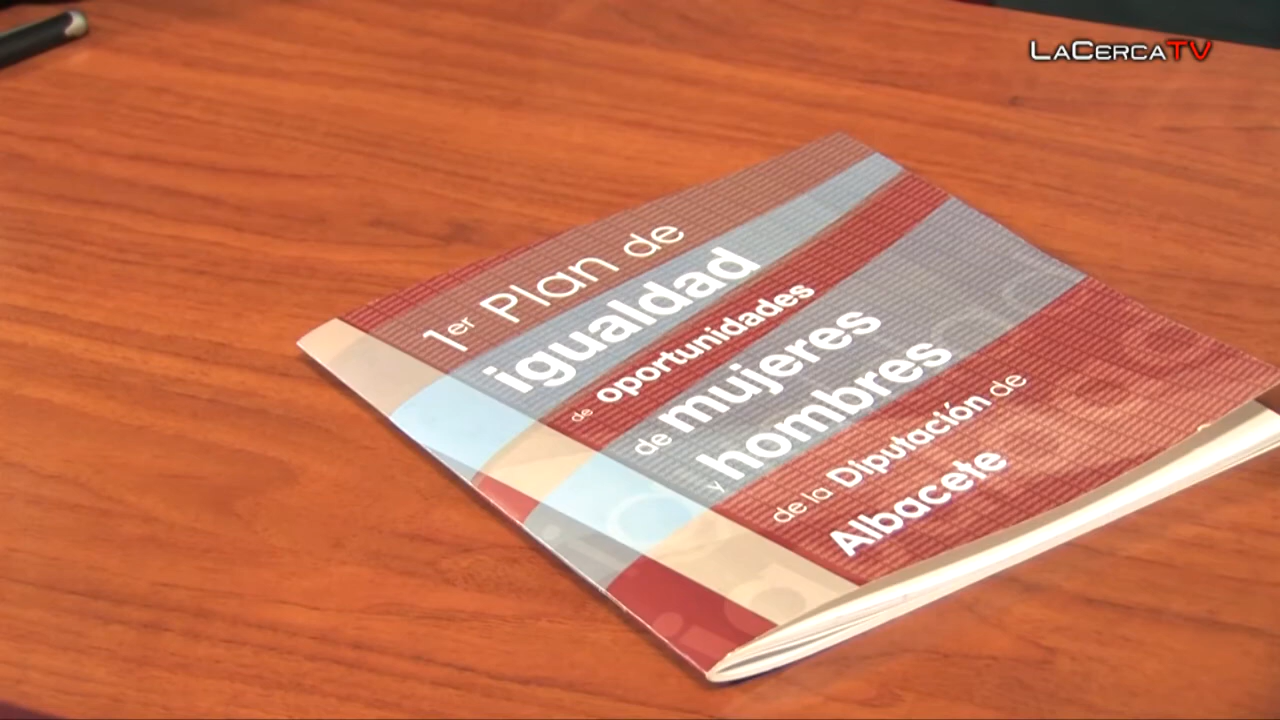 LaCercaTV
1er Plan de
igualdad
de oportunidades
de mujeres
y hombres
de la Diputación de
Albacete